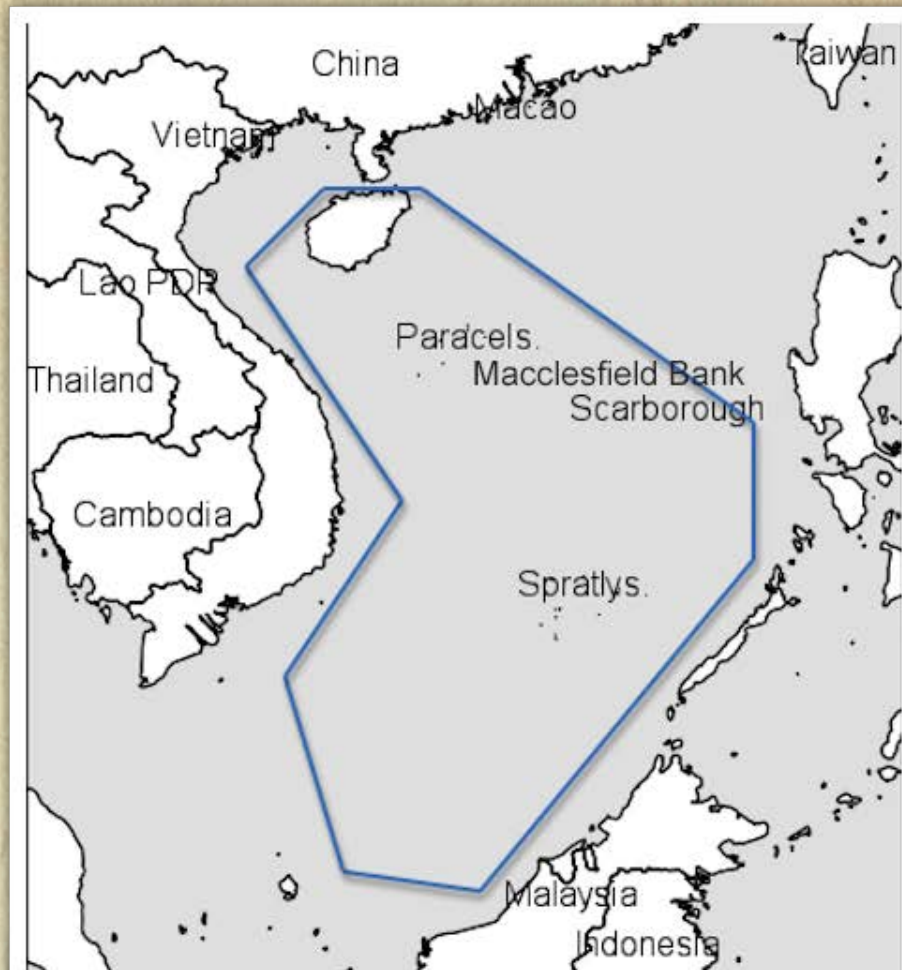 China
Taiwan
Macao
Vietnam
Lao PDR
Paracels
Thailand
Macclesfield Bank
Scarborough
Cambodia
Spratlys
Malaysia
Indonesia